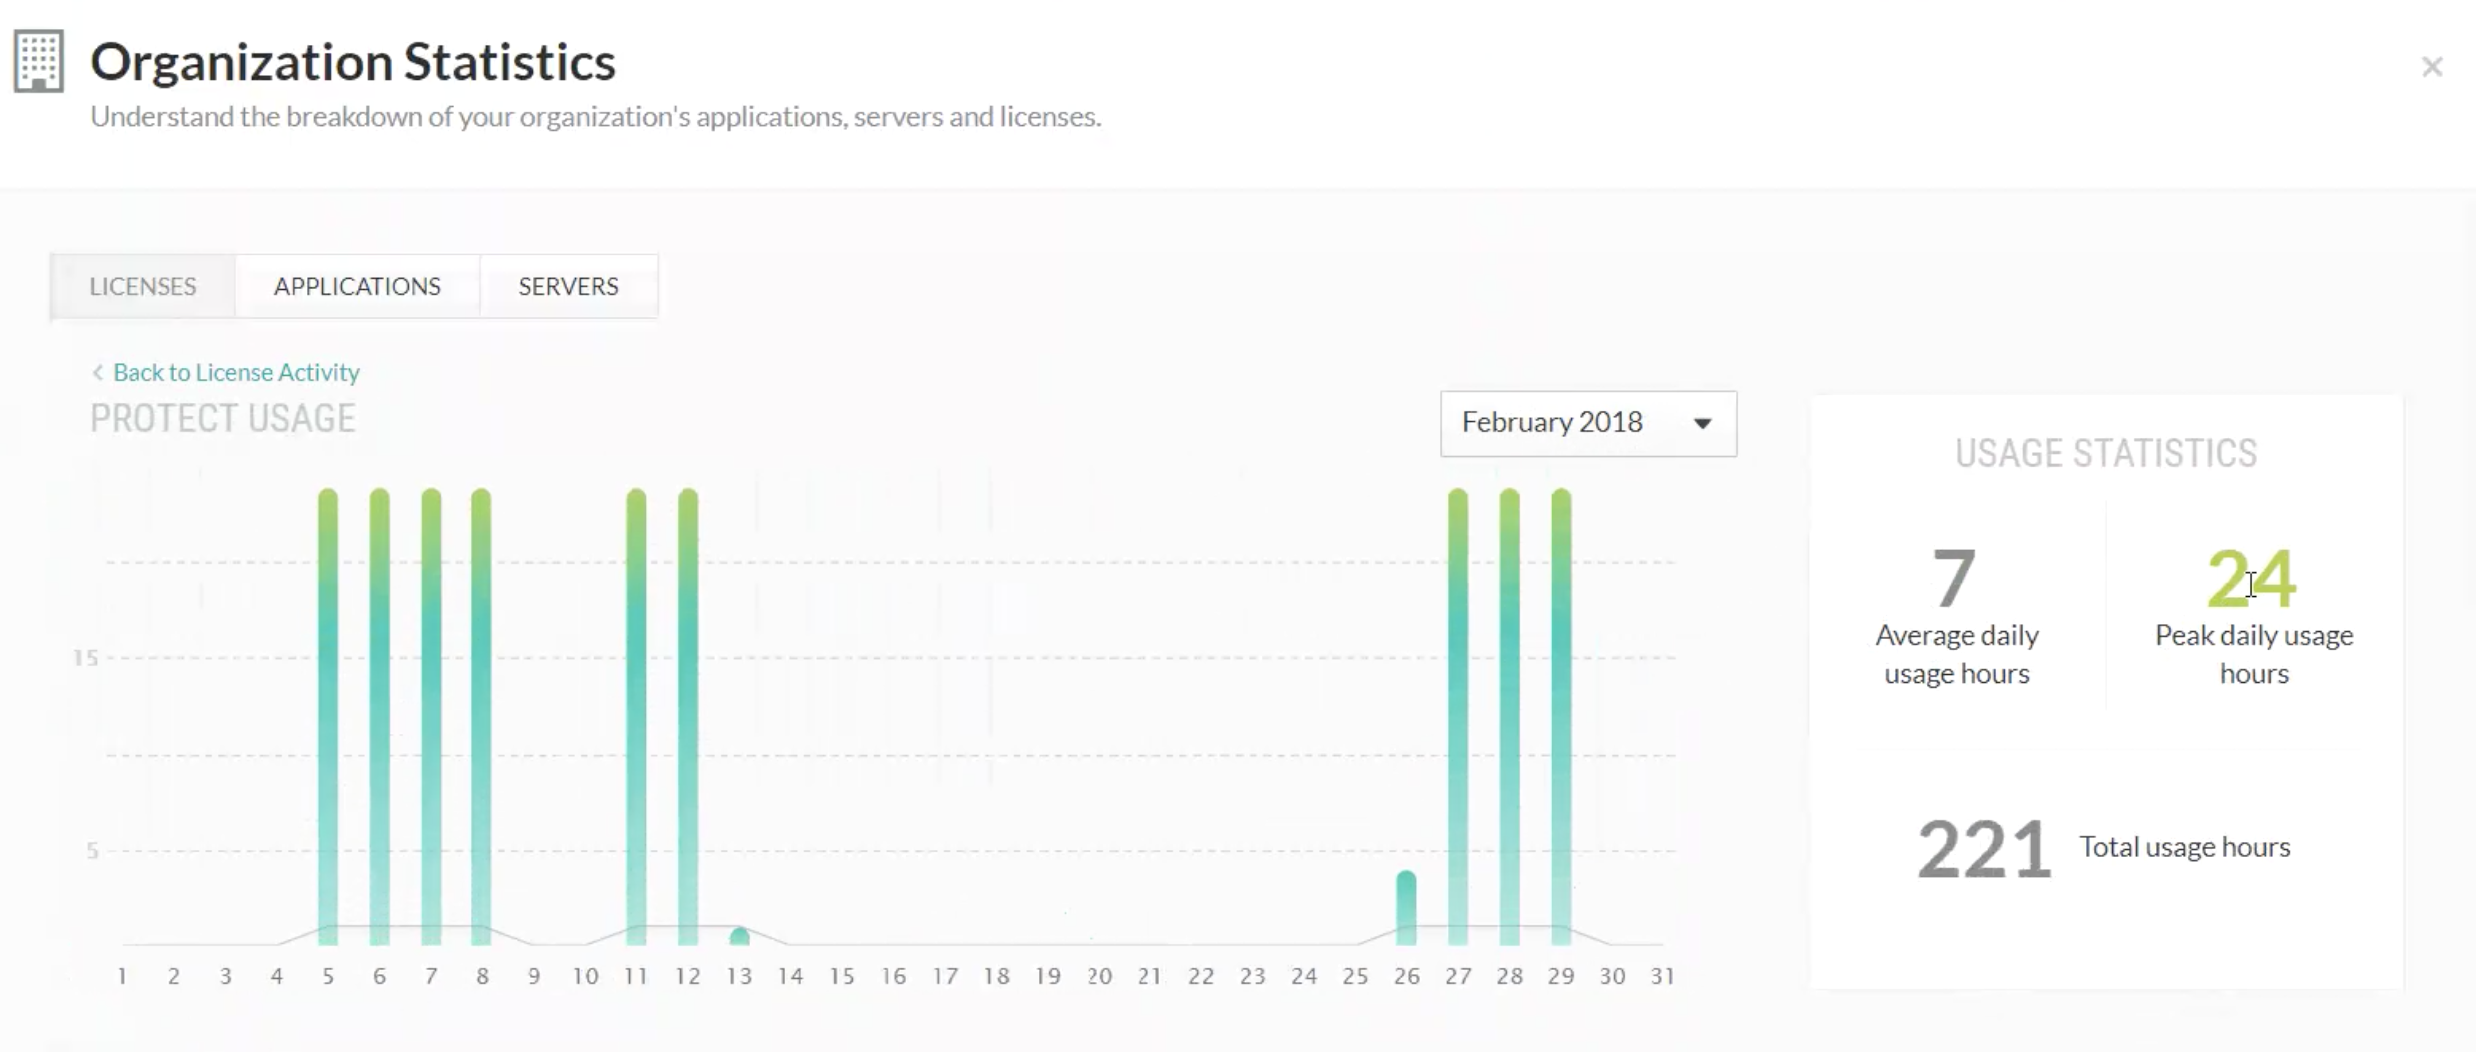 Organization Statistics
Understand the breakdown of your organization's applications, servers and licenses.
LICENSES
APPLICATIONS
SERVERS
Back to License Activity
PROTECT USAGE
February 2018
15
5
1 2 3 4 5 6 7 8 9 10 11 12 13 14 15 16 17 18 19 20 21 22 23 24 25 26 27 28 29 30 31
USAGE STATISTICS
7
Average daily
usage hours
24
Peak daily usage
hours
221
Total usage hours